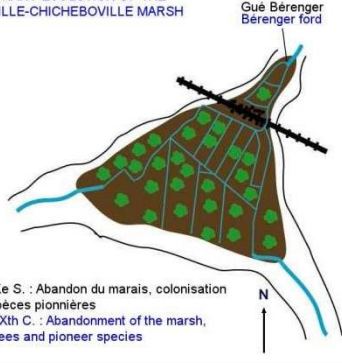 ILLE-CHICHEBOVILLE MARSH
Gué Bérenger
Bérenger ford
e S. : Abandon du marais, colonisation
pèces pionnières
Xth C. : Abandonment of the marsh,
ees and pioneer species
N